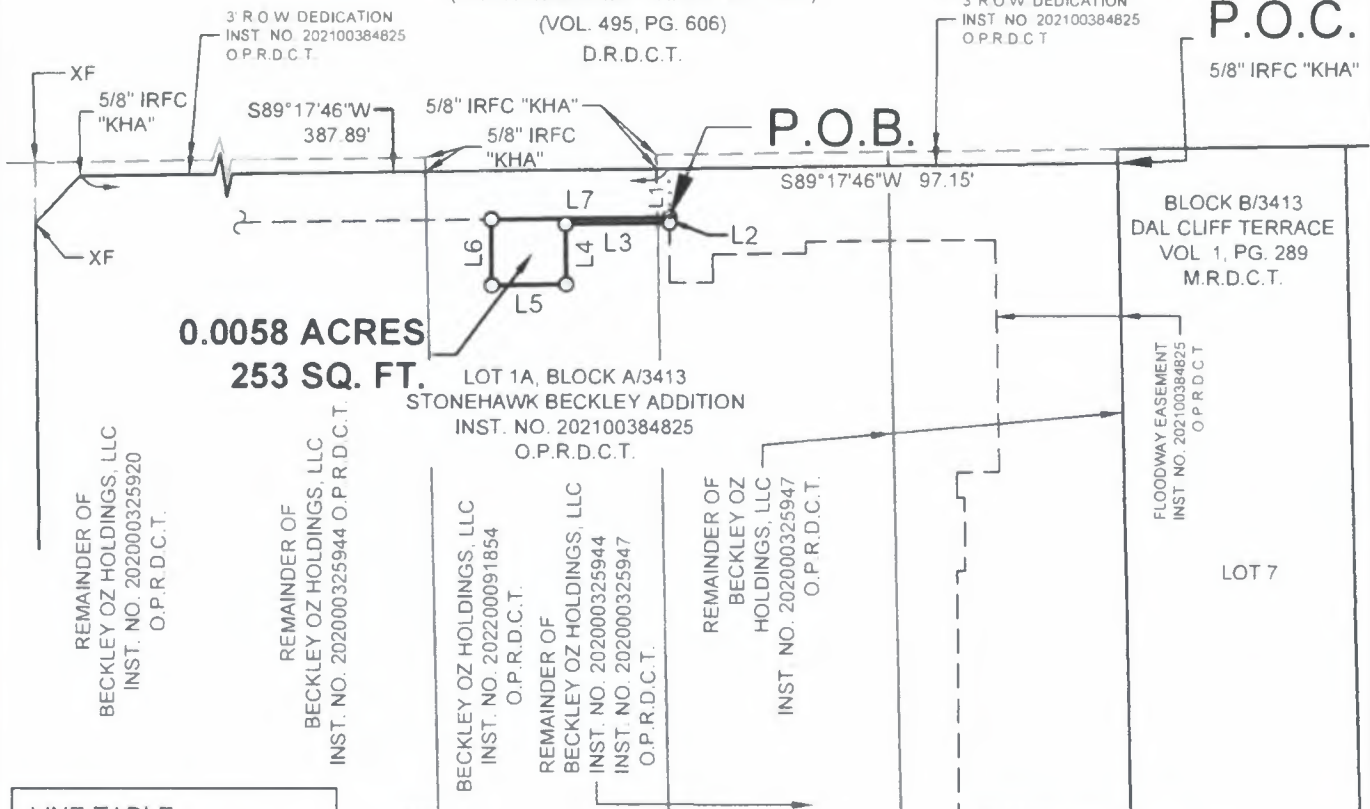 3' R O W DEDICATION
INST. NO. 202100384825
O.P.R.D.C.T.
(VOL. 495, PG. 606)
D.R.D.C.T.
3' R O W DEDICATION
INST. NO 202100384825
O.P.R.D.C.T
P.O.C.
5/8" IRFC "KHA"
XF
5/8" IRFC
"KHA"
S89°17'46"W
387.89'
5/8" IRFC "KHA"
5/8" IRFC
"KHA"
P.O.B.
S89°17'46"W 97.15'
L1
L7
L3
L2
L6
L4
L5
XF
BLOCK B/3413
DAL CLIFF TERRACE
VOL 1, PG. 289
M.R.D.C.T.
0.0058 ACRES
253 SQ. FT.
LOT 1A, BLOCK A/3413
STONEHAWK BECKLEY ADDITION
INST. NO. 202100384825
O.P.R.D.C.T.
FLOODWAY EASEMENT
INST NO. 202100384825
O P R D C T
REMAINDER OF
BECKLEY OZ HOLDINGS, LLC
INST. NO. 202000325920
O.P.R.D.C.T.
REMAINDER OF
BECKLEY OZ HOLDINGS, LLC
INST. NO. 202000325944 O.P.R.D.C.T.
BECKLEY OZ HOLDINGS, LLC
INST. NO. 202200091854
O.P.R.D.C.T.
REMAINDER OF
BECKLEY OZ HOLDINGS, LLC
INST. NO. 202000325944
INST. NO. 202000325947
O.P.R.D.C.T.
REMAINDER OF
BECKLEY OZ
HOLDINGS, LLC
INST. NO. 202000325947
O.P.R.D.C.T.
LOT 7
LINE TABLE